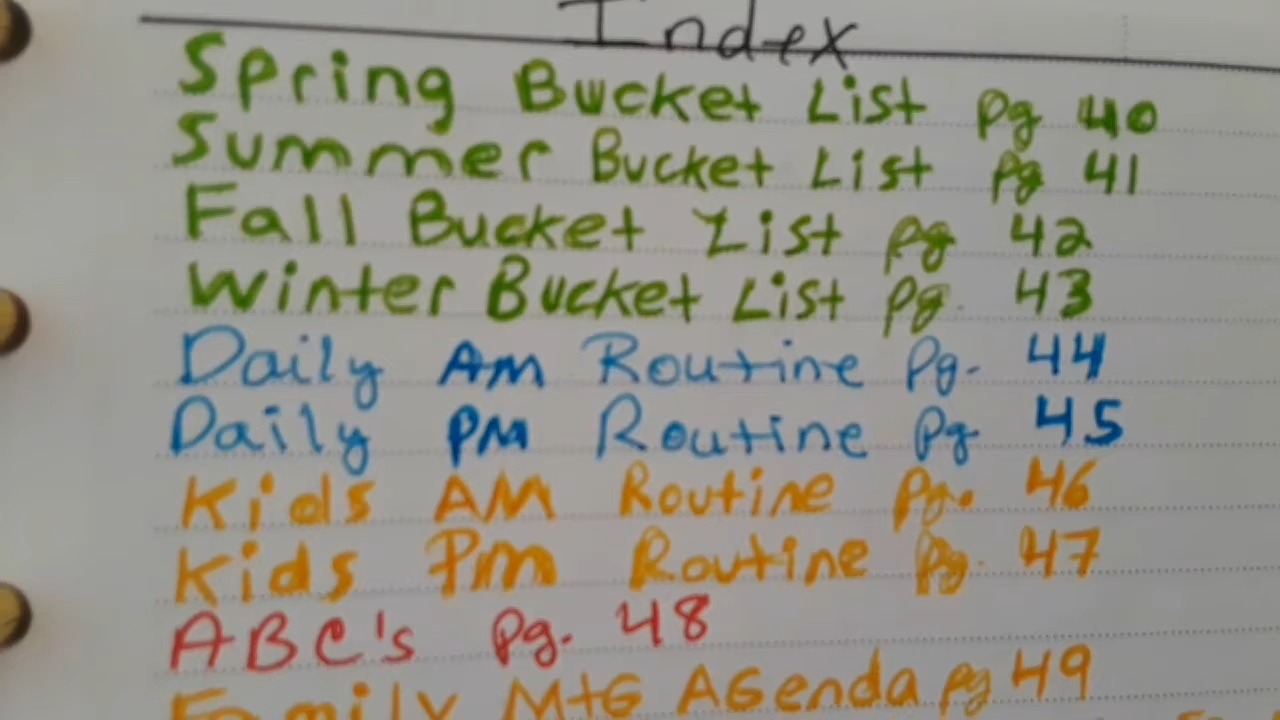 Index
Spring Bucket List pg 40
Summer Bucket List pg 41
Fall Bucket List pg 42
Winter Bucket List pg. 43
Daily AM Routine Pg. 44
Daily PM Routine Pg 45
Kids AM Routine Pg. 46
Kids Pm Routine Pg. 47
ABC's pg. 48
Family Mtg Agenda pg 49